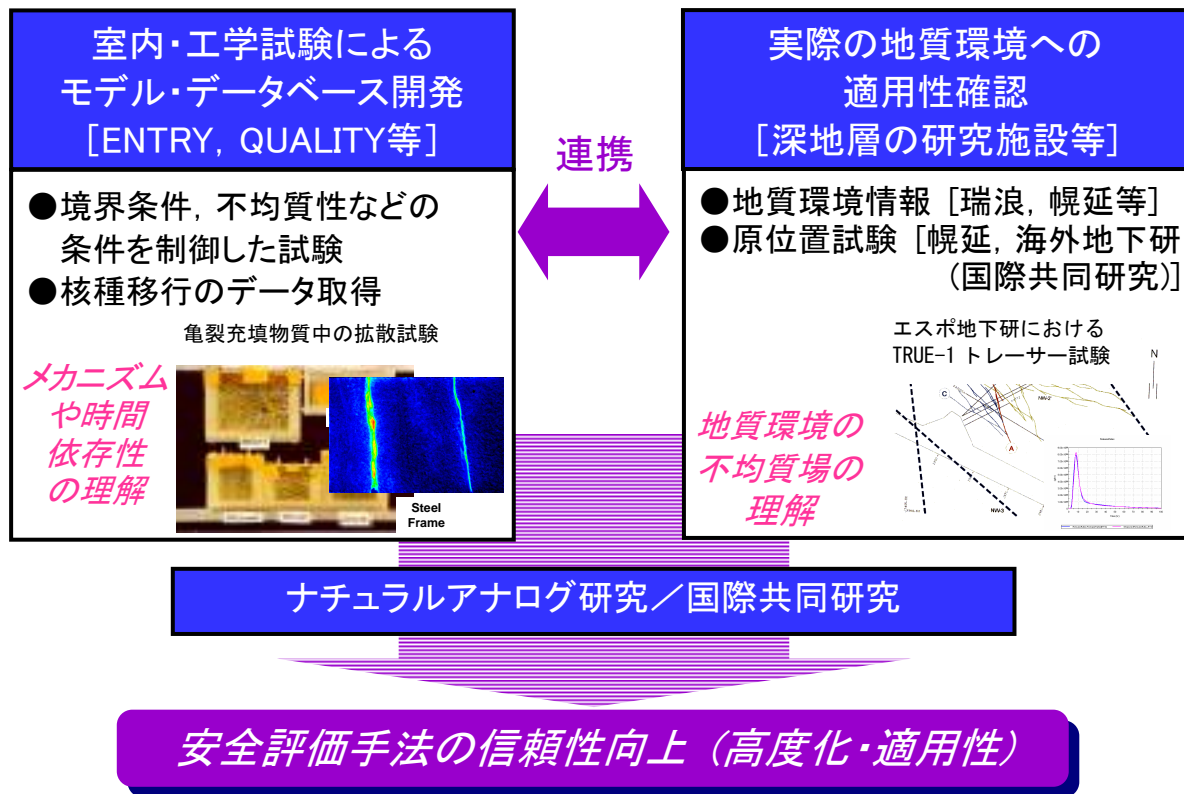 室内・工学試験による
モデル・データベース開発
［ENTRY, QUALITY等］
●境界条件, 不均質性などの
条件を制御した試験
●核種移行のデータ取得
亀裂充填物質中の拡散試験
メカニズム
や時間
依存性
の理解
Steel
Frame
連携
実際の地質環境への
適用性確認
［深地層の研究施設等］
●地質環境情報［瑞浪, 幌延等］
●原位置試験［幌延, 海外地下研
（国際共同研究）］
エスポ地下研における
TRUE-1 トレーサー試験
N
C
NW-2'
A
NW-3
地質環境の
不均質場の
理解
ナチュラルアナログ研究／国際共同研究
安全評価手法の信頼性向上（高度化・適用性）